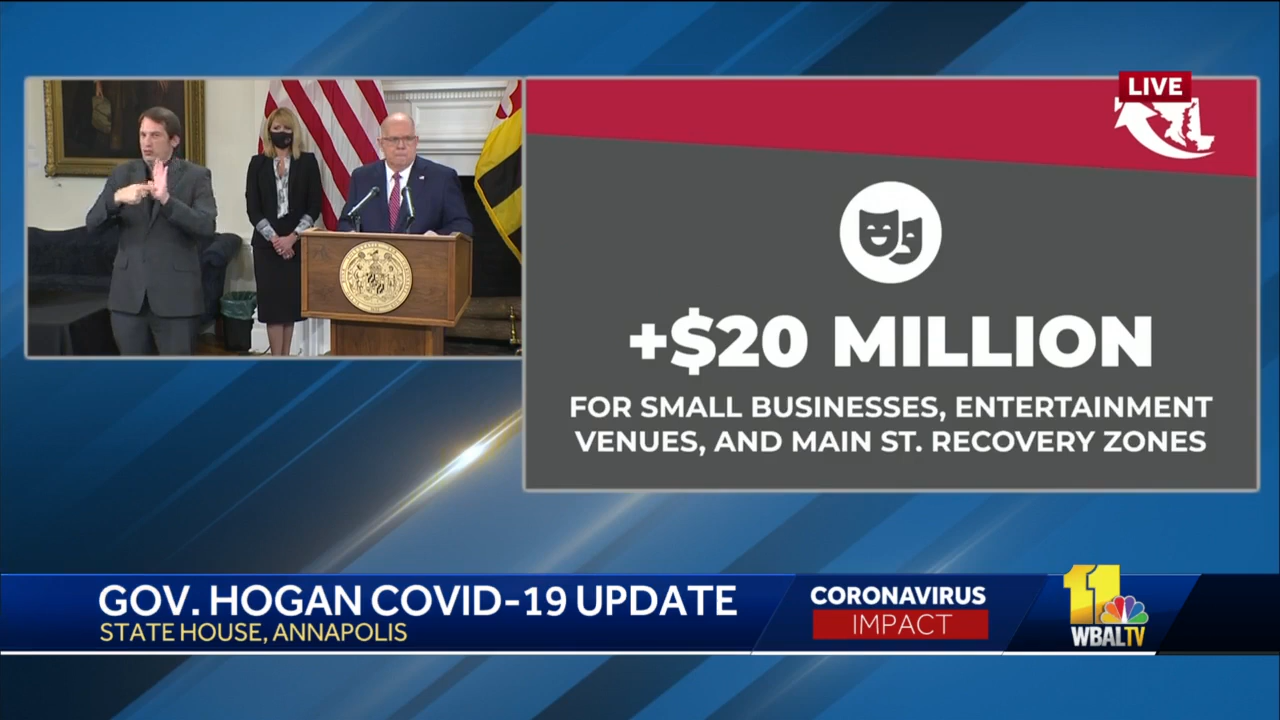 LIVE
+$20 MILLION
FOR SMALL BUSINESSES, ENTERTAINMENT
VENUES, AND MAIN ST. RECOVERY ZONES
GOV. HOGAN COVID-19 UPDATE
STATE HOUSE, ANNAPOLIS
CORONAVIRUS
IMPACT
1
WBALTV